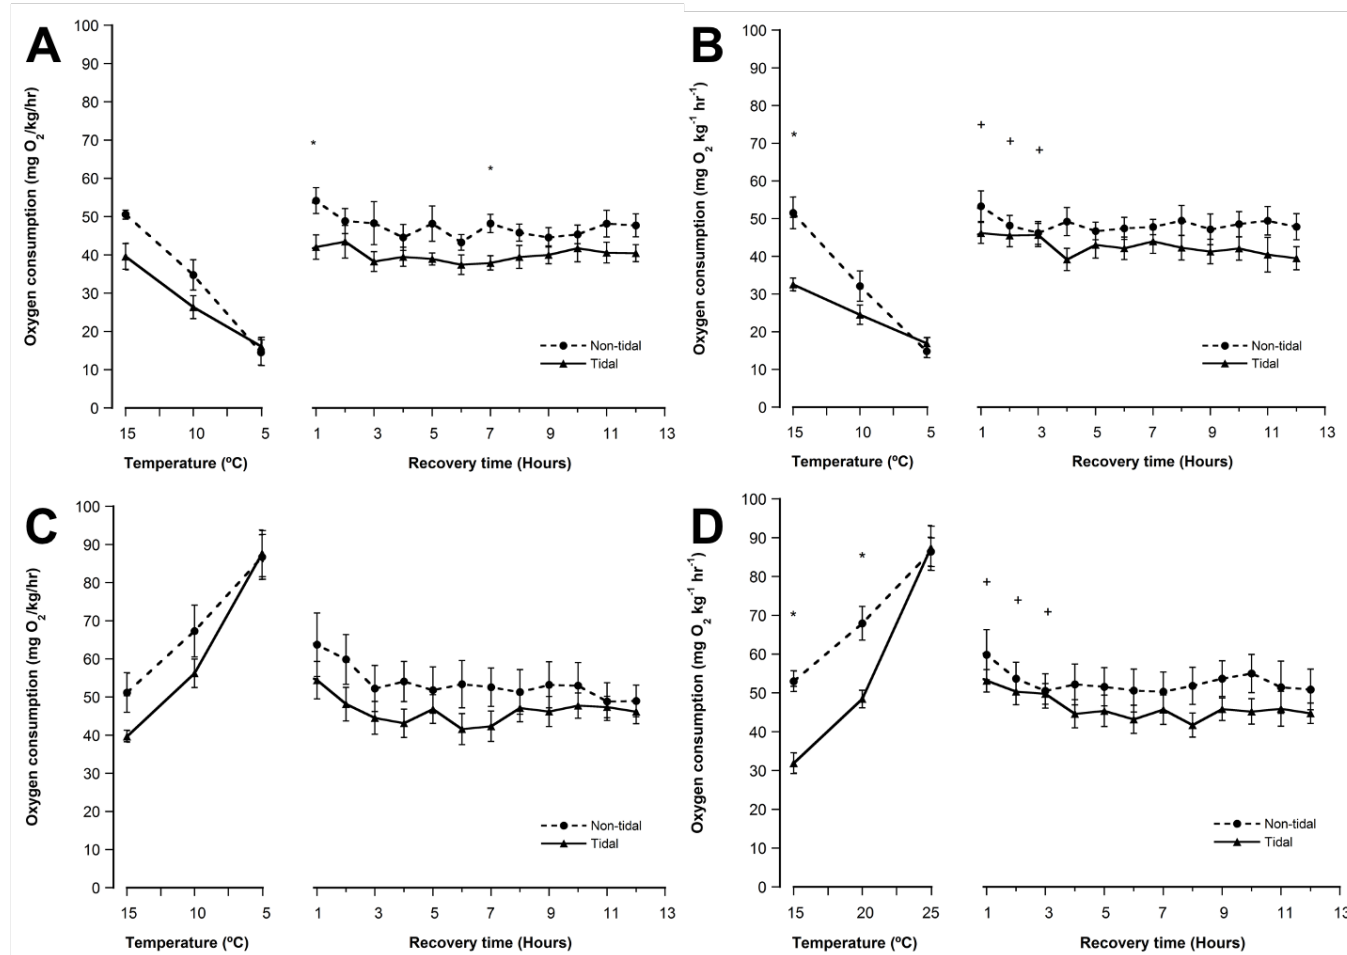 A
Oxygen consumption (mg O2/kg/hr)
100
90
80
70
60
50
40
30
20
10
0
*
*
Non-tidal
Tidal
15 10 5
1 3 5 7 9 11 13
Temperature (ºC)
Recovery time (Hours)
B
Oxygen consumption (mg O2 kg-1 hr-1)
100
90
80
70
60
50
40
30
20
10
0
*
+ + +
Non-tidal
Tidal
15 10 5
1 3 5 7 9 11 13
Temperature (ºC)
Recovery time (Hours)
C
Oxygen consumption (mg O2/kg/hr)
100
90
80
70
60
50
40
30
20
10
0
Non-tidal
Tidal
15 10 5
1 3 5 7 9 11 13
Temperature (ºC)
Recovery time (Hours)
D
Oxygen consumption (mg O2 kg-1 hr-1)
100
90
80
70
60
50
40
30
20
10
0
*
*
+ + +
Non-tidal
Tidal
15 20 25
1 3 5 7 9 11 13
Temperature (ºC)
Recovery time (Hours)